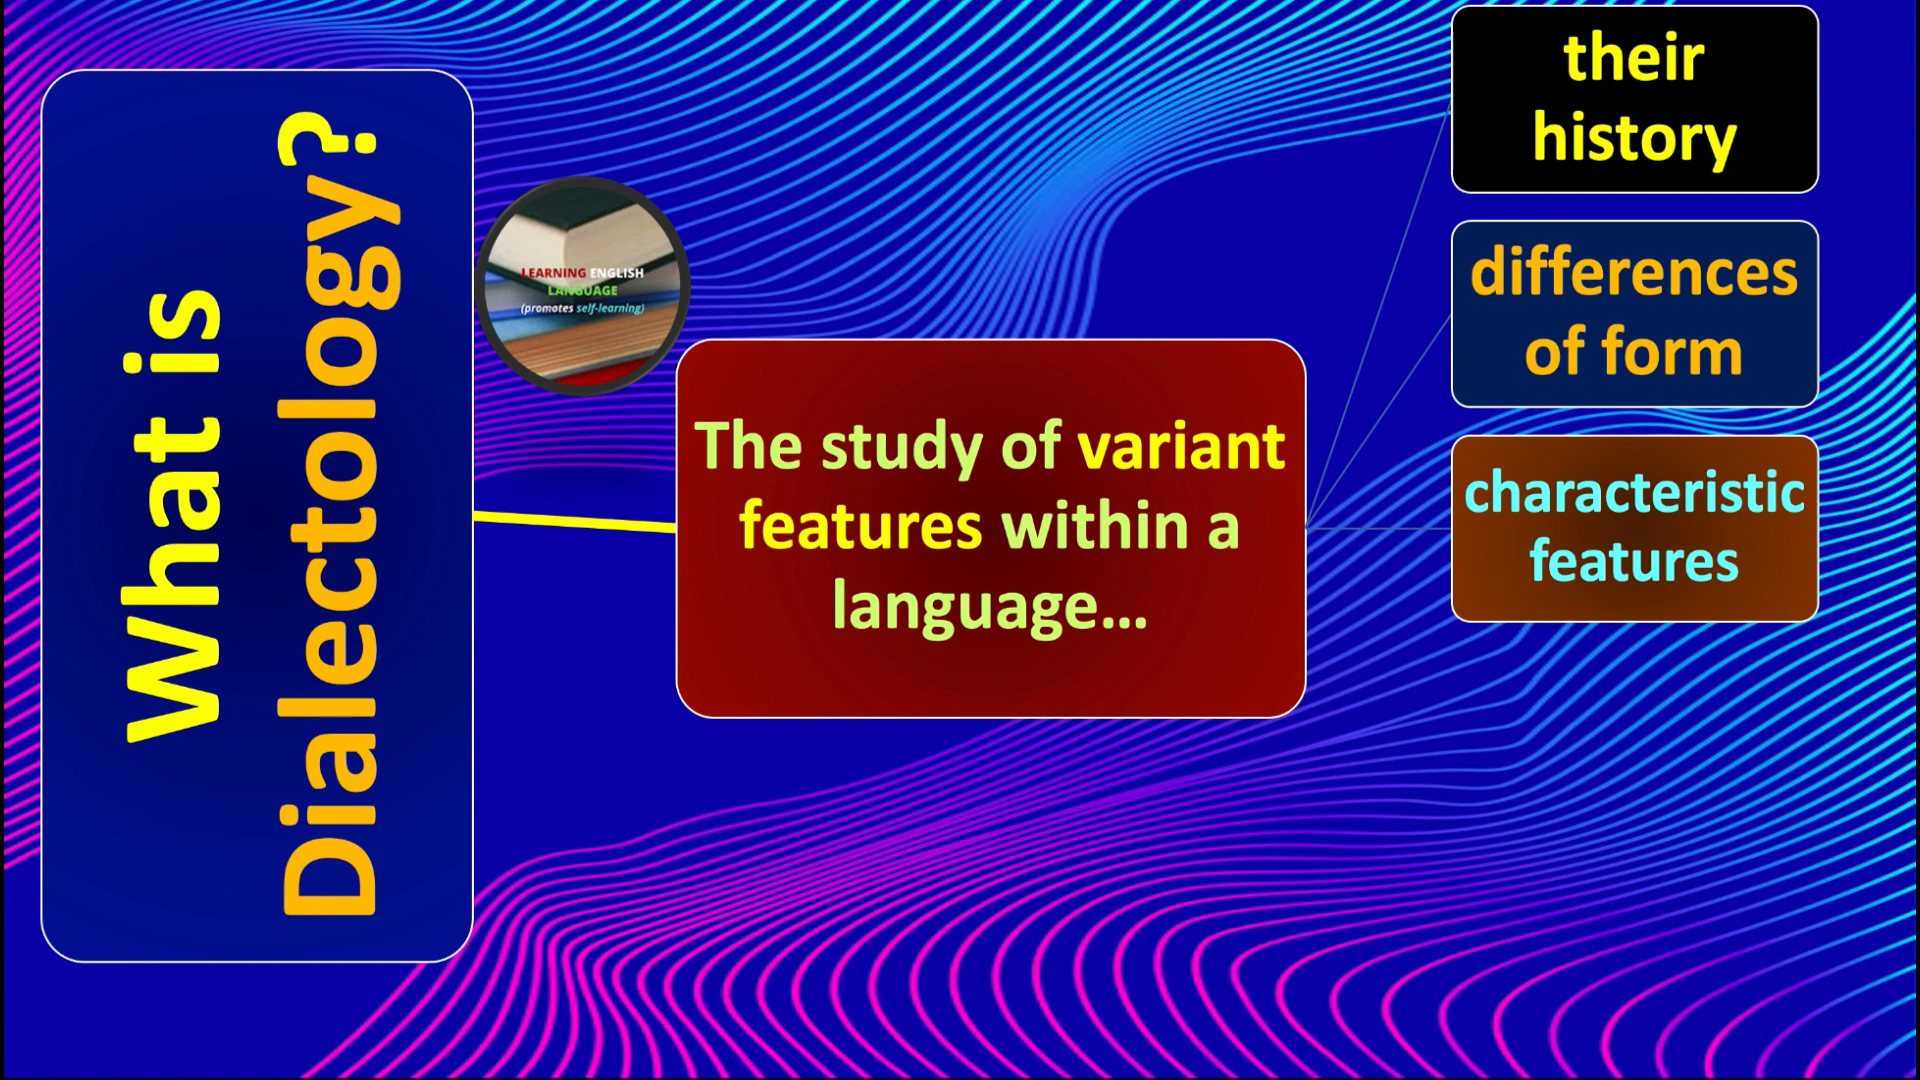 What is
Dialectology?
LEARNING ENGLISH
LANGUAGE
(promotes self-learning)
The study of variant
features within a
language...
their
history
differences
of form
characteristic
features